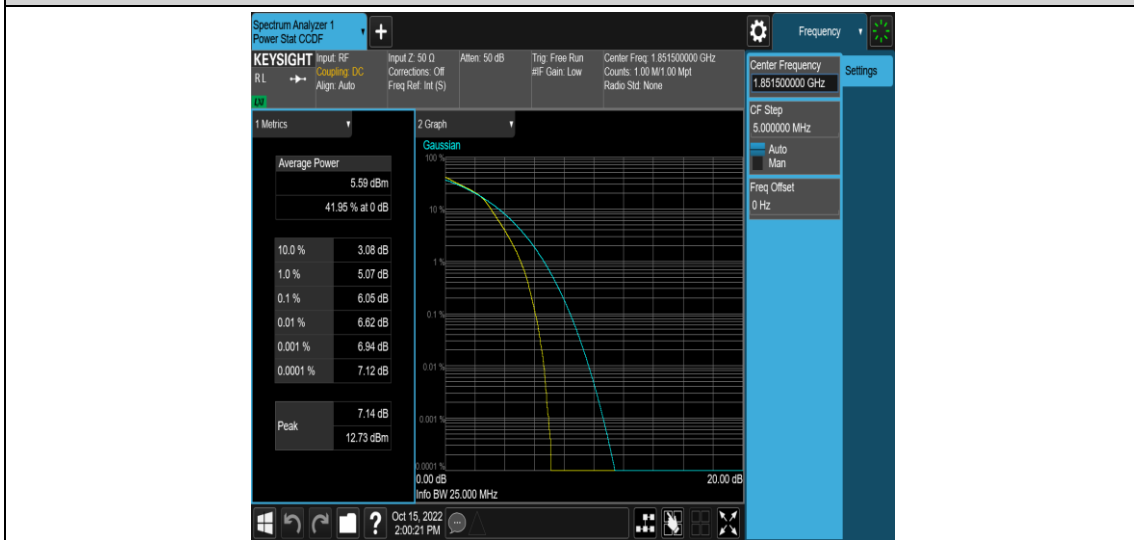 Spectrum Analyzer 1
Power Stat CCDF
+
Frequency
KEYSIGHT
RL
LXI
Input: RF
Coupling: DC
Align: Auto
Input Z: 50 Ω
Corrections: Off
Freq Ref: Int (S)
Atten: 50 dB
Trig: Free Run
#IF Gain: Low
Center Freq: 1.851500000 GHz
Counts: 1.00 M/1.00 Mpt
Radio Std: None
Center Frequency
1.851500000 GHz
Settings
CF Step
5.000000 MHz
Auto
Man
Freq Offset
0 Hz
1 Metrics
Average Power
5.59 dBm
41.95 % at 0 dB
10.0 % 3.08 dB
1.0 % 5.07 dB
0.1 % 6.05 dB
0.01 % 6.62 dB
0.001 % 6.94 dB
0.0001 % 7.12 dB
Peak
7.14 dB
12.73 dBm
2 Graph
Gaussian
100 %
10 %
1 %
0.1 %
0.01 %
0.001 %
0.0001 %
0.00 dB 20.00 dB
Info BW 25.000 MHz
?
Oct 15, 2022
2:00:21 PM